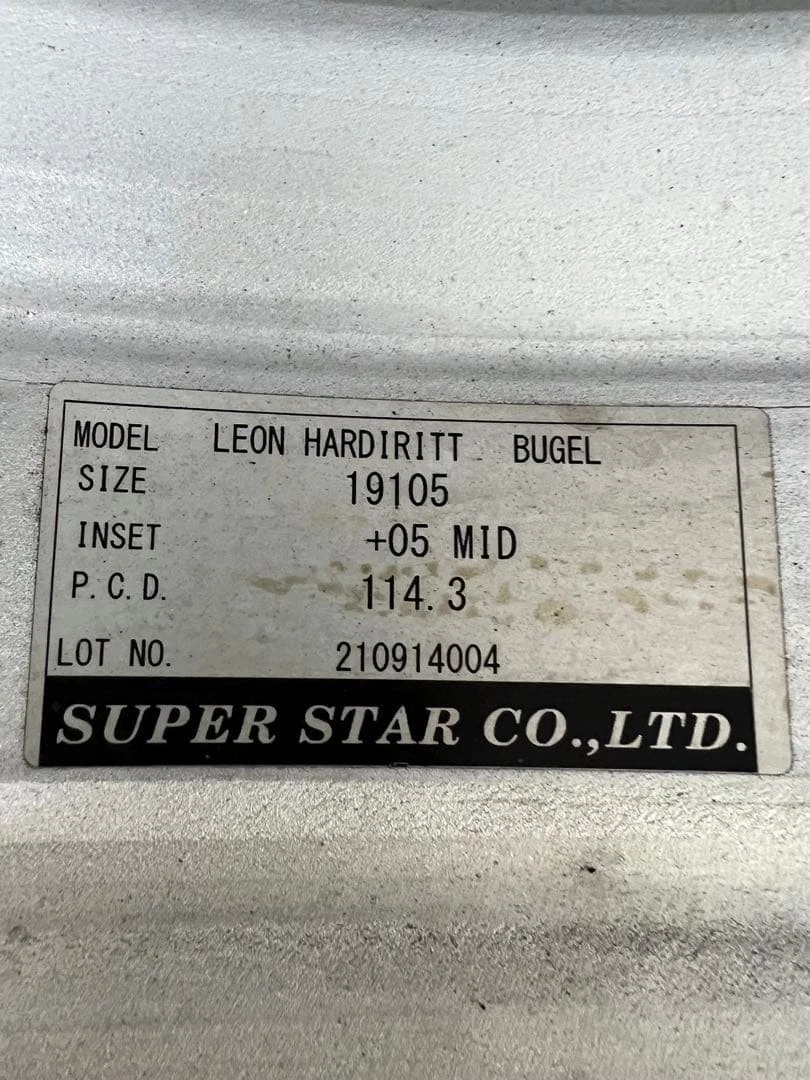 MODEL LEON HARDIRITT BUGEL
SIZE 19105
INSET +05 MID
P.C.D. 114.3
LOT NO. 210914004
SUPER STAR CO.,LTD.